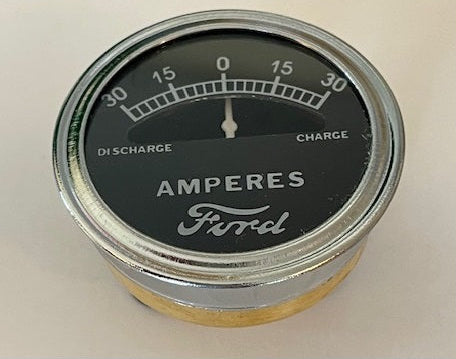 30 15 0 15 30
DISCHARGE CHARGE
AMPERES
Ford